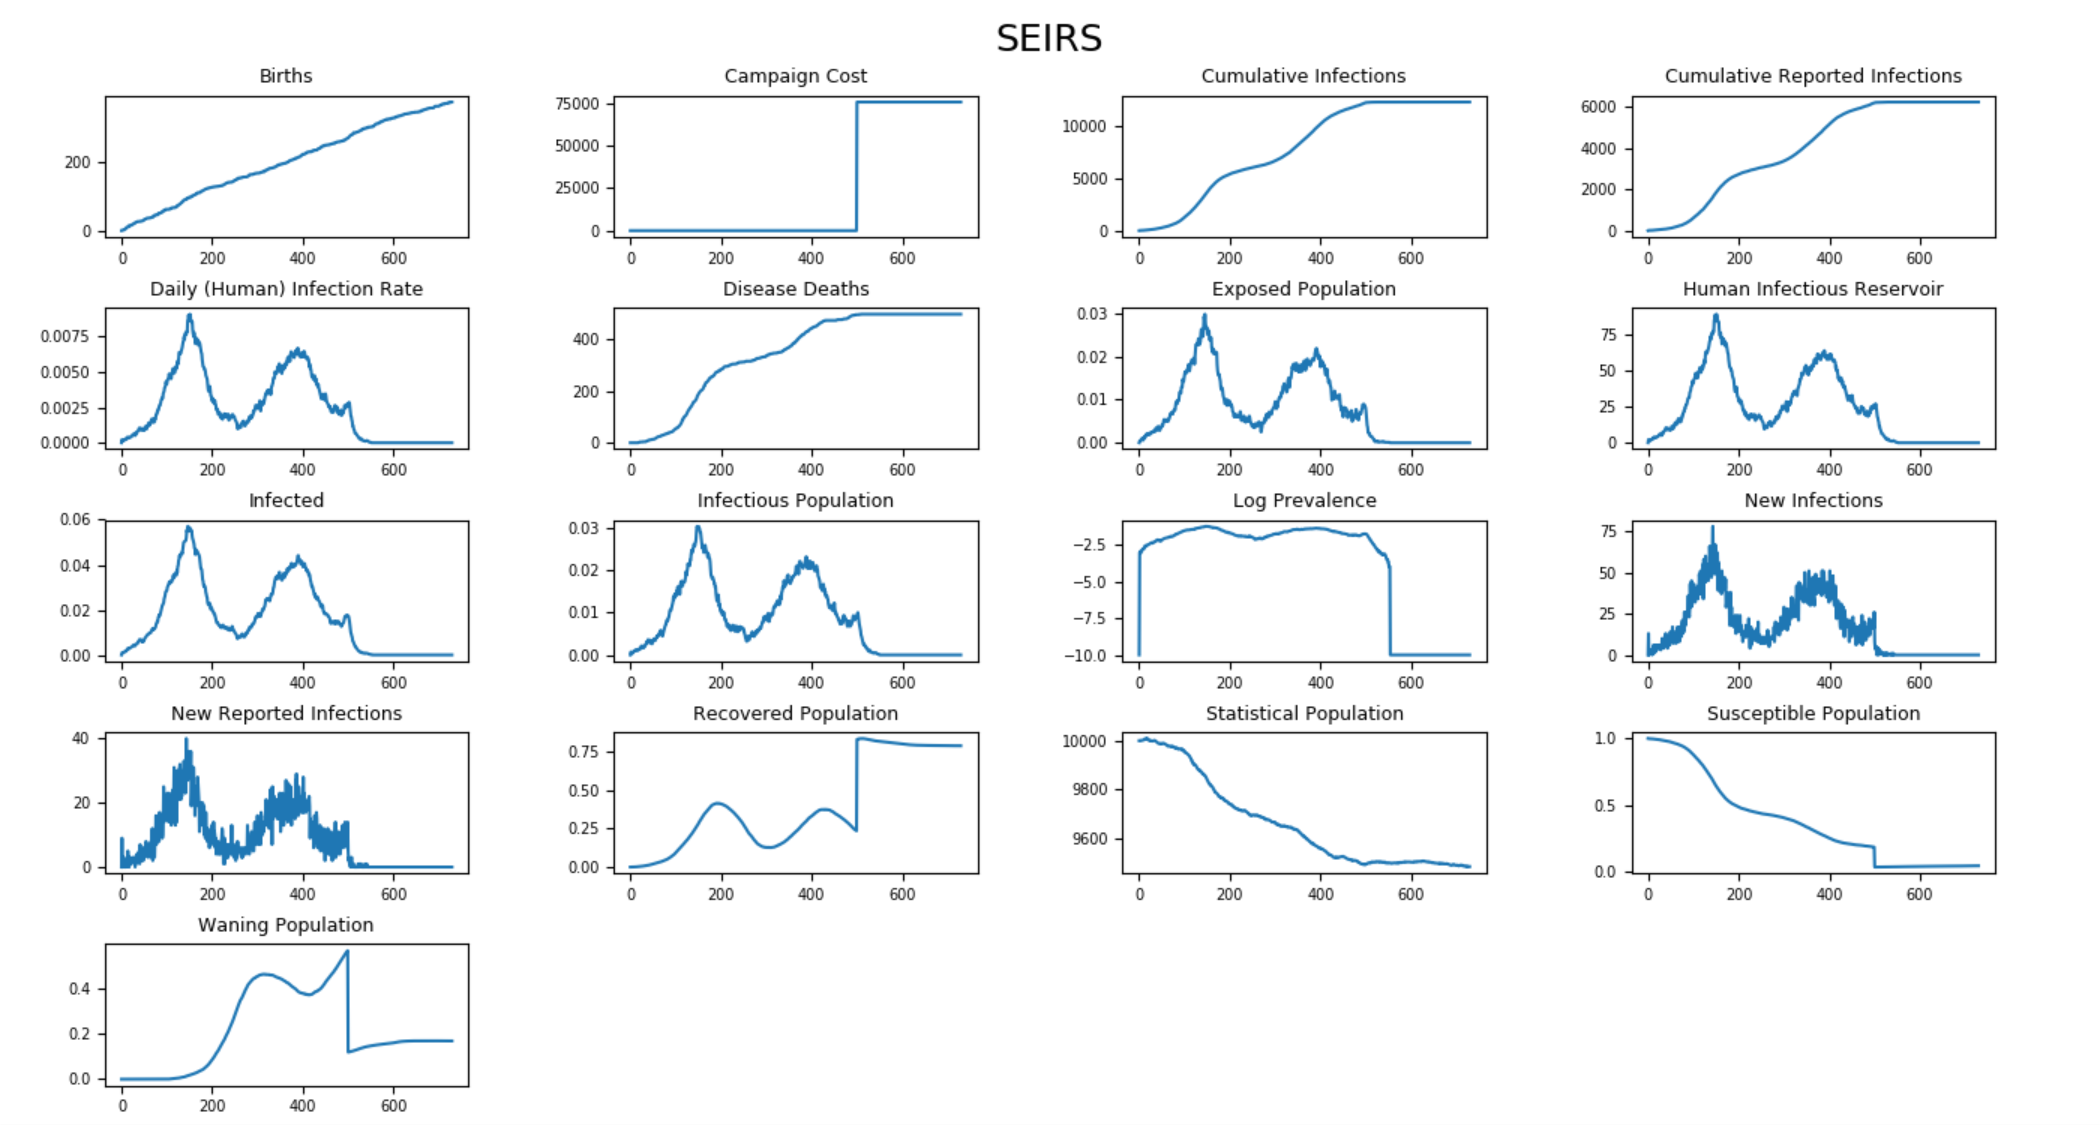 SEIRS
Births Campaign Cost Cumulative Infections Cumulative Reported Infections
200
0
0 200 400 600
75000
50000
25000
0
0 200 400 600
10000
5000
0
0 200 400 600
6000
4000
2000
0
0 200 400 600
Daily (Human) Infection Rate Disease Deaths Exposed Population Human Infectious Reservoir
0.0075
0.0050
0.0025
0.0000
0 200 400 600
400
200
0
0 200 400 600
0.03
0.02
0.01
0.00
0 200 400 600
75
50
25
0
0 200 400 600
Infected Infectious Population Log Prevalence New Infections
0.06
0.04
0.02
0.00
0 200 400 600
0.03
0.02
0.01
0.00
0 200 400 600
−2.5
−5.0
−7.5
−10.0
0 200 400 600
75
50
25
0
0 200 400 600
New Reported Infections Recovered Population Statistical Population Susceptible Population
40
20
0
0 200 400 600
0.75
0.50
0.25
0.00
0 200 400 600
10000
9800
9600
0 200 400 600
1.0
0.5
0.0
0 200 400 600
Waning Population
0.4
0.2
0.0
0 200 400 600